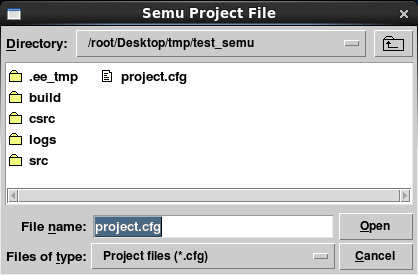 Semu Project File
Directory: /root/Desktop/tmp/test_semu
.ee_tmp project.cfg
build
csrc
logs
src
File name: project.cfg Open
Files of type: Project files (*.cfg) Cancel